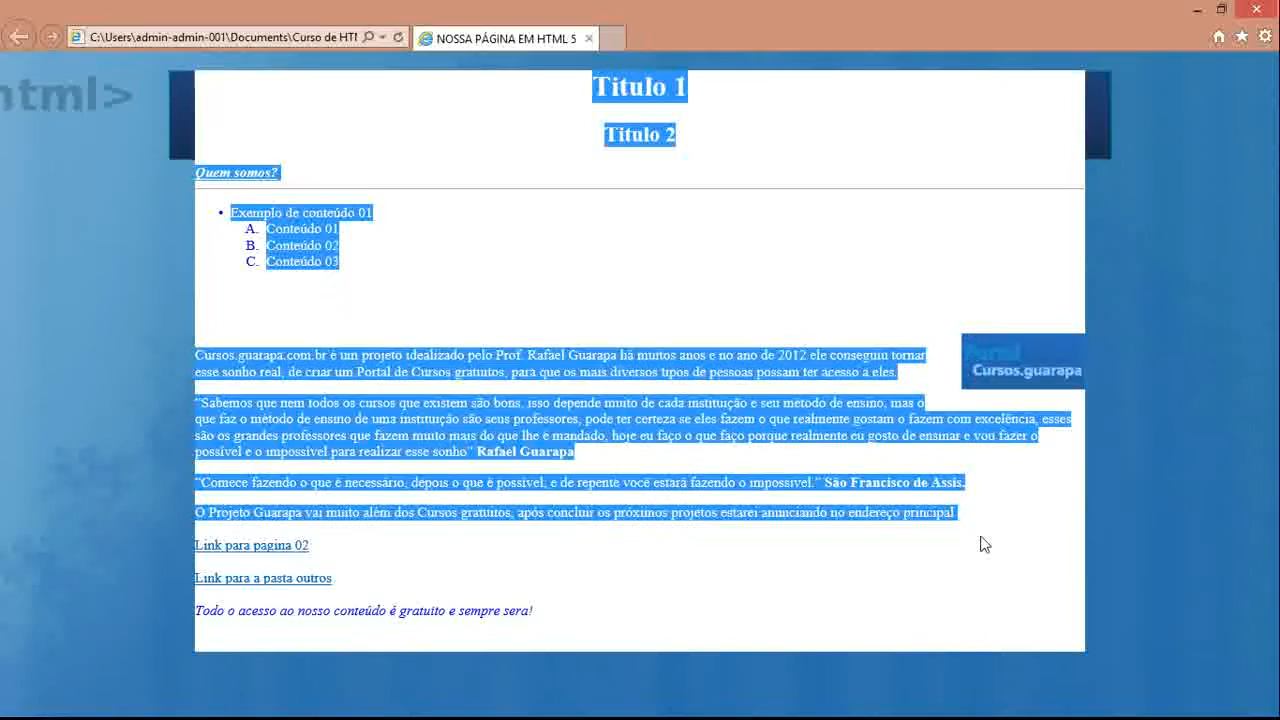 C:\Users\admin-admin-001\Documents\Curso de HTM
NOSSA PÁGINA EM HTML 5
html>
Titulo 1
Titulo 2
Quem somos?
• Exemplo de conteúdo 01
A. Conteúdo 01
B. Conteúdo 02
C. Conteúdo 03
Portal
Cursos.guarapa
Cursos.guarapa.com.br é um projeto idealizado pelo Prof. Rafael Guarapa há muitos anos e no ano de 2012 ele conseguiu tornar
esse sonho real, de criar um Portal de Cursos gratuitos, para que os mais diversos tipos de pessoas possam ter acesso á eles.
"Sabemos que nem todos os cursos que existem são bons, isso depende muito de cada instituição e seu método de ensino, mas o
que faz o método de ensino de uma instituição são seus professores, pode ter certeza se eles fazem o que realmente gostam o fazem com excelência, esses
são os grandes professores que fazem muito mais do que lhe é mandado, hoje eu faço o que faço porque realmente eu gosto de ensinar e vou fazer o
possível e o impossível para realizar esse sonho" Rafael Guarapa
"Comece fazendo o que é necessário, depois o que é possível, e de repente você estará fazendo o impossível." São Francisco de Assis.
O Projeto Guarapa vai muito além dos Cursos gratuitos, após concluir os próximos projetos estarei anunciando no endereço principal.
Link para pagina 02
Link para a pasta outros
Todo o acesso ao nosso conteúdo é gratuito e sempre sera!